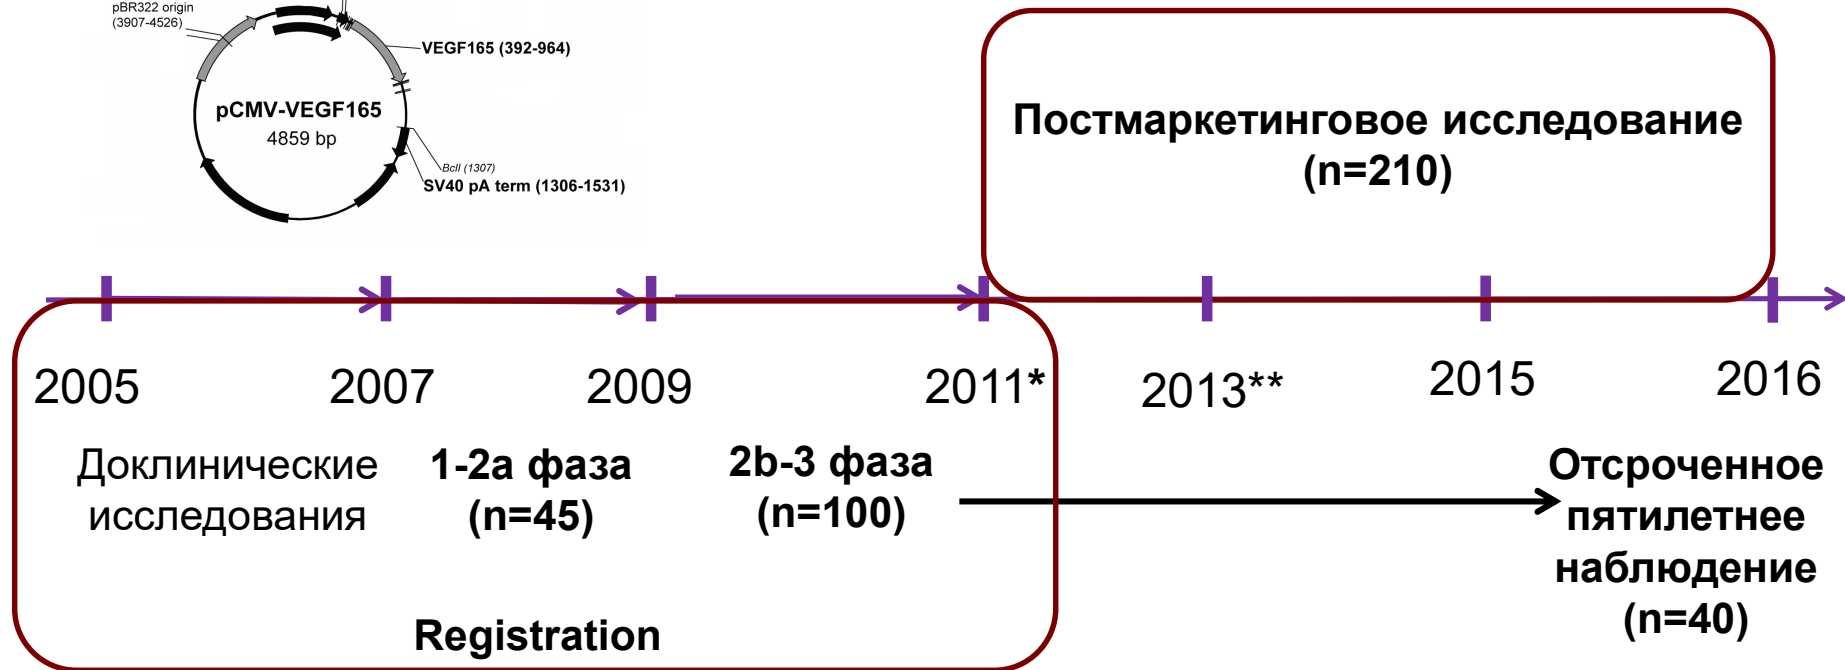 pBR322 origin
(3907-4526)
VEGF165 (392-964)
pCMV-VEGF165
4859 bp
BclI (1307)
SV40 pA term (1306-1531)
Постмаркетинговое исследование
(n=210)
2005
2007
2009
2011*
2013**
2015
2016
Доклинические
исследования
1-2а фаза
(n=45)
2b-3 фаза
(n=100)
Отсроченное
пятилетнее
наблюдение
(n=40)
Registration